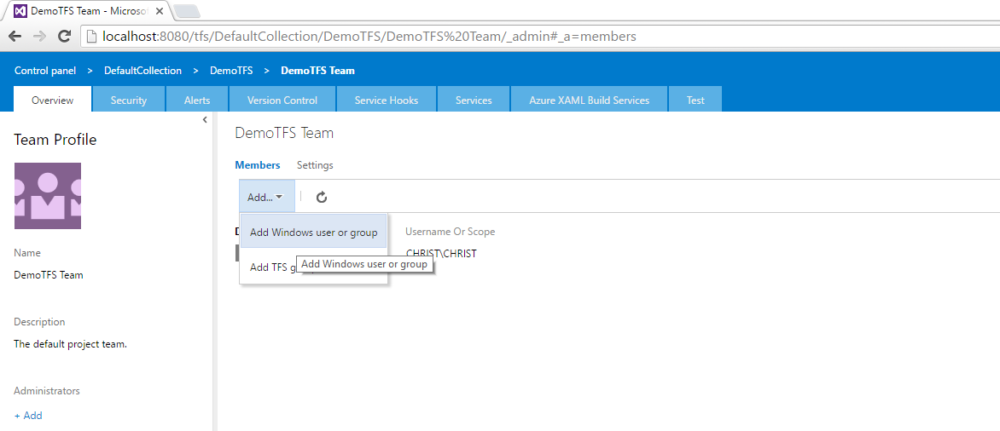 DemoTFS Team - Micros
localhost:8080/tfs/DefaultCollection/DemoTFS/DemoTFS%20Team/_admin#_a=members
Control panel > DefaultCollection > DemoTFS > DemoTFS Team
Overview Security Alerts Version Control Service Hooks Services Azure XAML Build Services Test
Team Profile
DemoTFS Team
Members Settings
Add...
Add Windows user or group
Username Or Scope
CHRIST\CHRIST
Add TFS
Add Windows user or group
Name
DemoTFS Team
Description
The default project team.
Administrators
+ Add